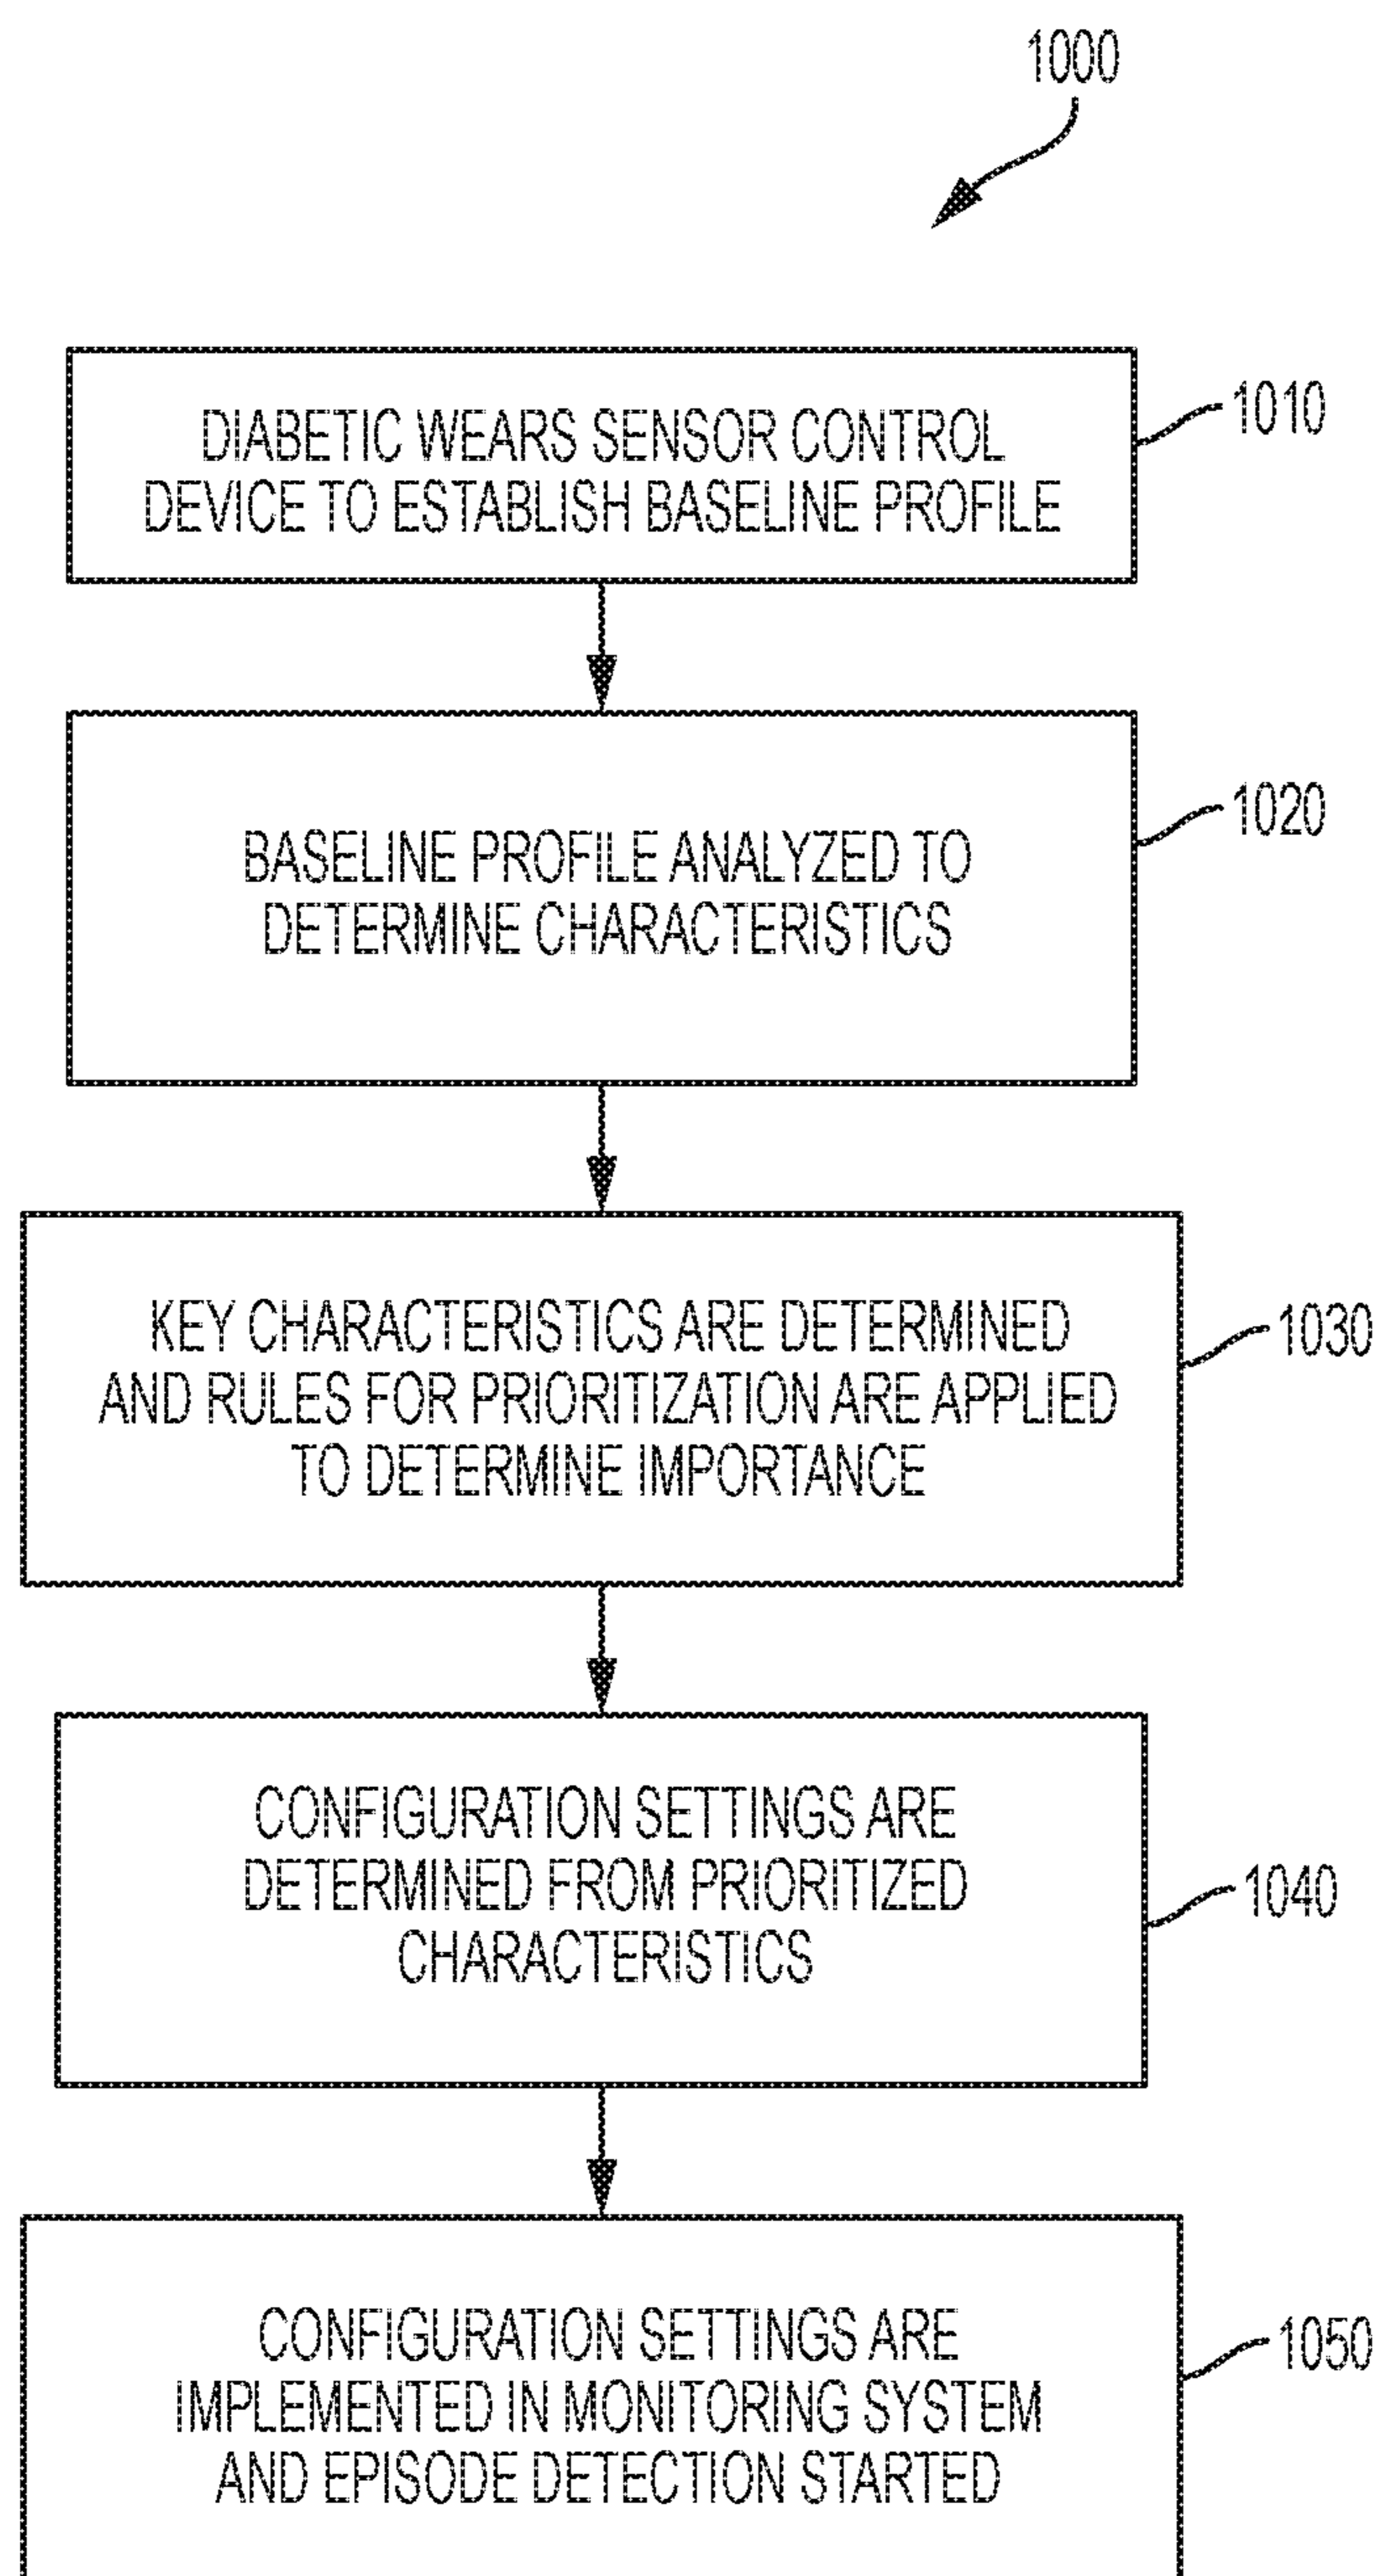 1000
DIABETIC WEARS SENSOR CONTROL
DEVICE TO ESTABLISH BASELINE PROFILE
1010
BASELINE PROFILE ANALYZED TO
DETERMINE CHARACTERISTICS
1020
KEY CHARACTERISTICS ARE DETERMINED
AND RULES FOR PRIORITIZATION ARE APPLIED
TO DETERMINE IMPORTANCE
1030
CONFIGURATION SETTINGS ARE
DETERMINED FROM PRIORITIZED
CHARACTERISTICS
1040
CONFIGURATION SETTINGS ARE
IMPLEMENTED IN MONITORING SYSTEM
AND EPISODE DETECTION STARTED
1050